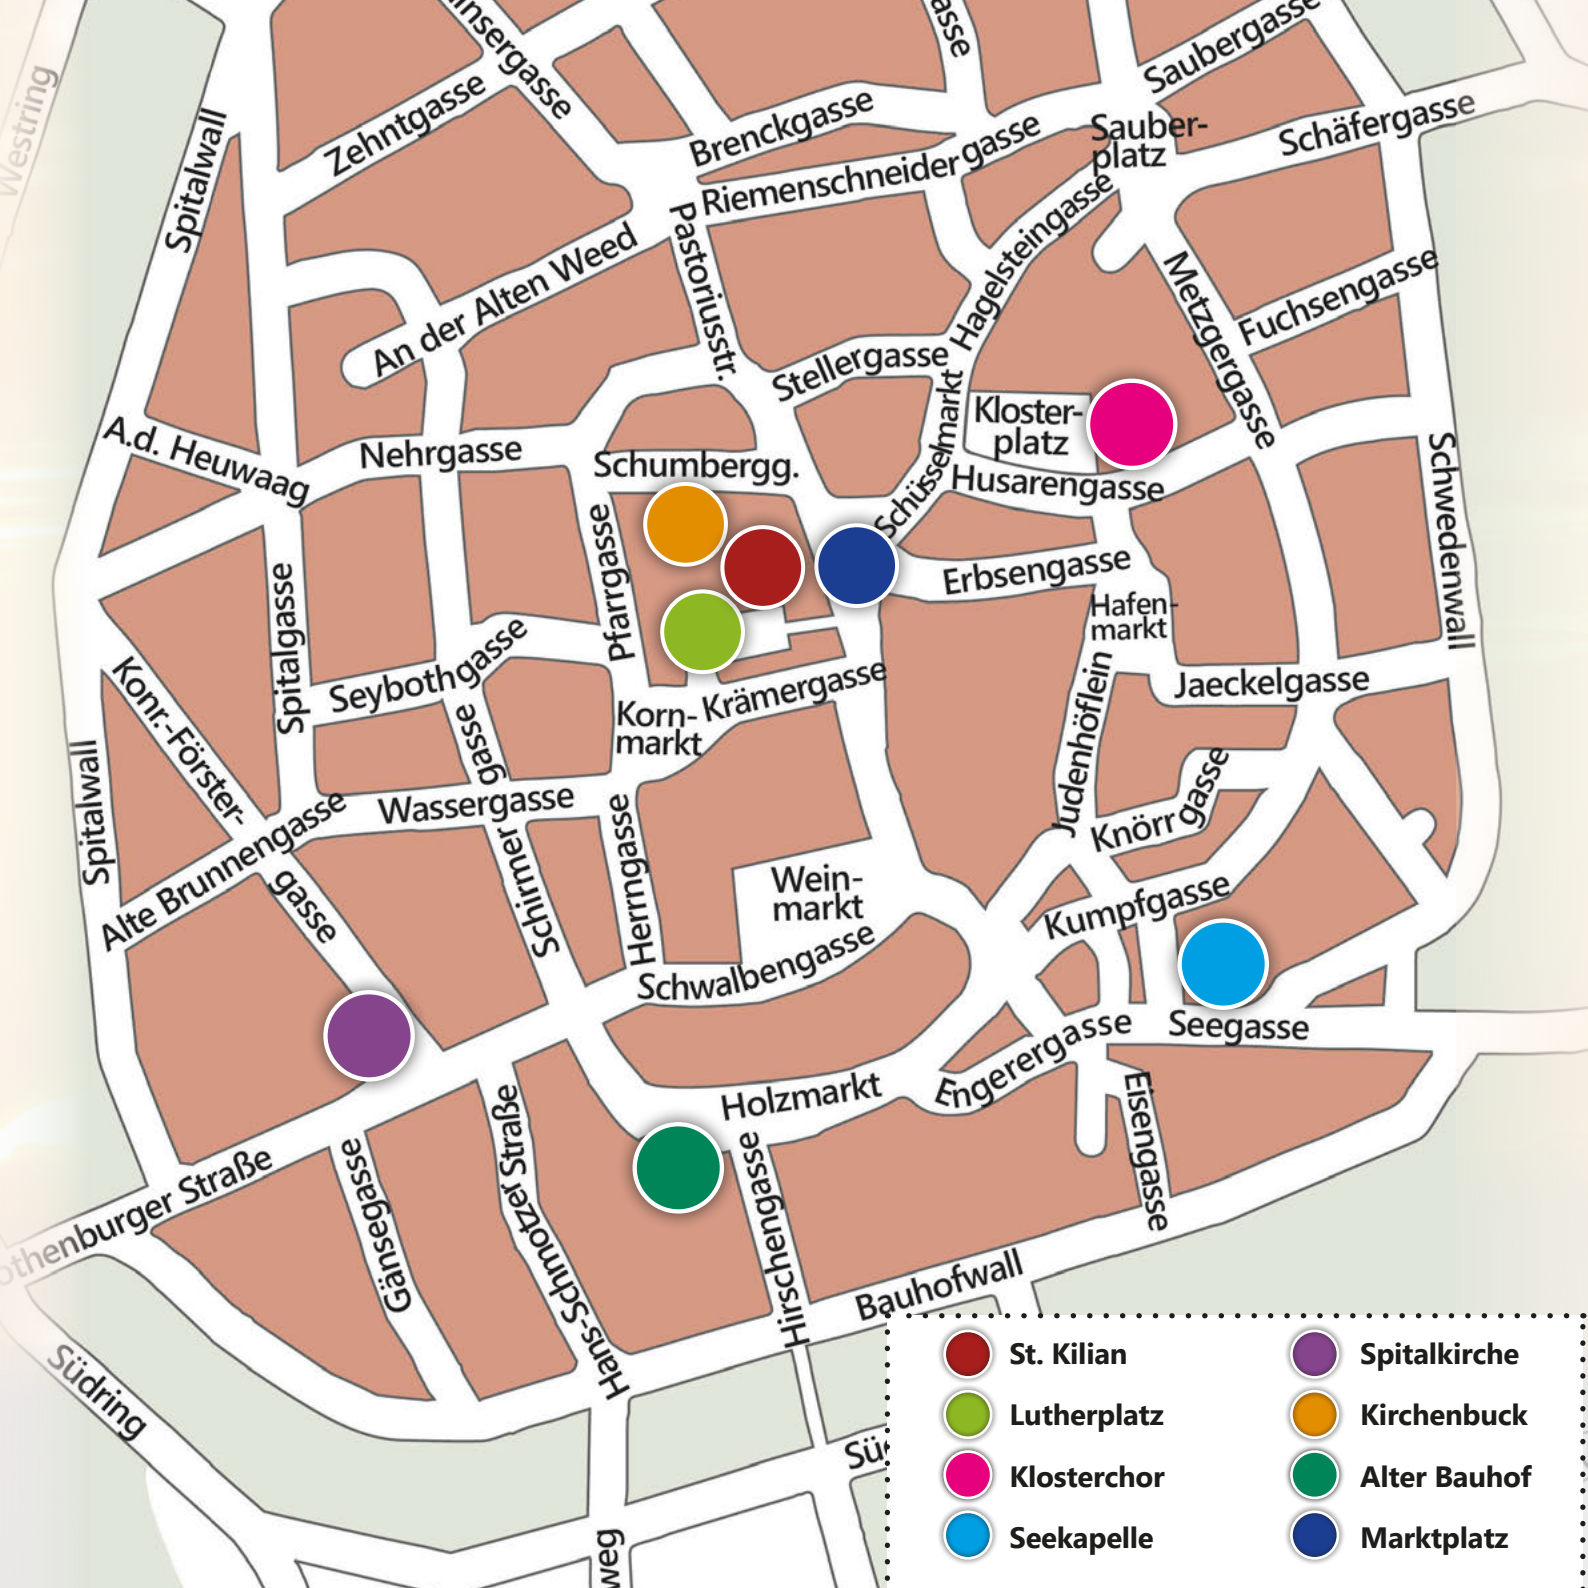 Westring
Spitalwall
Zehntgasse
Brenckgasse
Saubergasse
Sauber-
platz
Schäfergasse
Riemenschneidergasse
An der Alten Weed
Pastoriusstr.
Hagelsteingasse
Metzgergasse
Fuchsengasse
Stellergasse
Schüsselmarkt
Kloster-
platz
A.d. Heuwaag
Nehrgasse
Schumbergg.
Husarengasse
Schwedenwall
Pfarrgasse
Erbsengasse
Hafen-
markt
Spitalgasse
Seybothgasse
Konr.-Förster-
gasse
Korn-
markt
Krämergasse
Jaeckelgasse
Judenhöflein
Spitalwall
Wassergasse
Schirmer
gasse
Herrngasse
Knörrgasse
Alte Brunnengasse
Wein-
markt
Kumpfgasse
Schwalbengasse
Seegasse
Engerergasse
Holzmarkt
Eisengasse
Hirschengasse
Hans-Schmotzer Straße
Gänsegasse
othenburger Straße
Bauhofwall
Südring
St. Kilian
Lutherplatz
Klosterchor
Seekapelle
Spitalkirche
Kirchenbuck
Alter Bauhof
Marktplatz